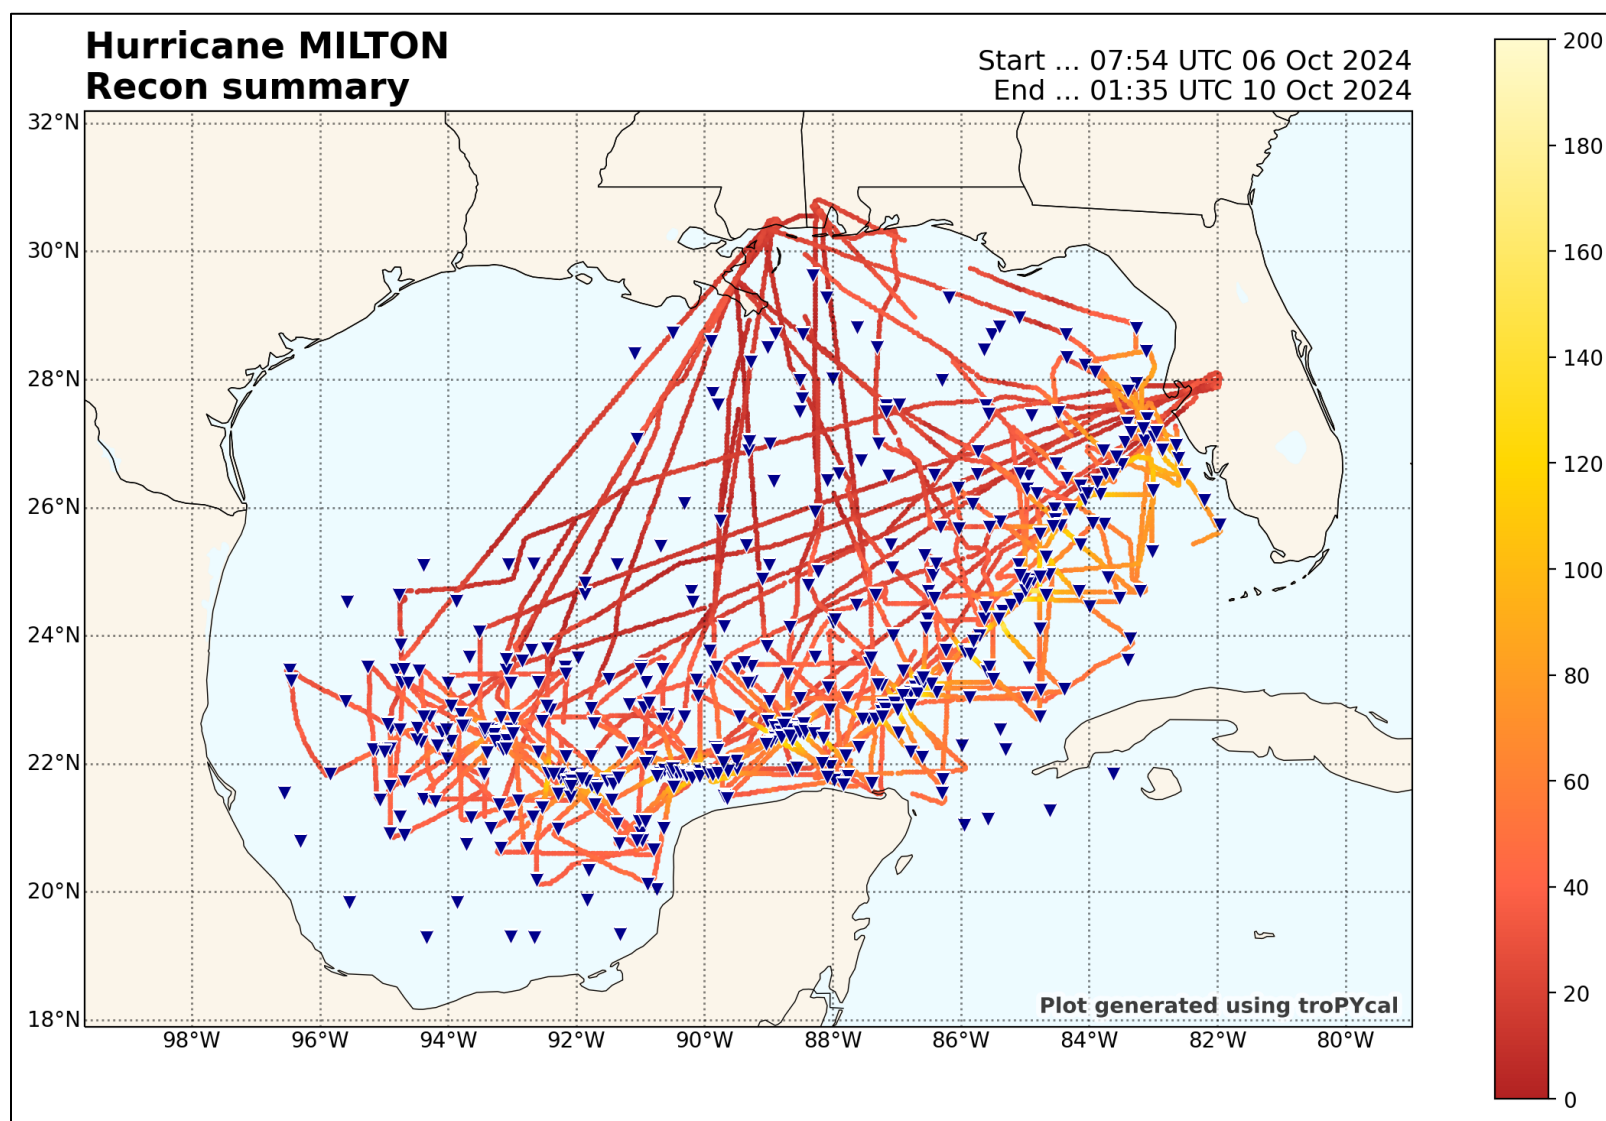 Hurricane MILTON
Recon summary
Start ... 07:54 UTC 06 Oct 2024
End ... 01:35 UTC 10 Oct 2024
32°N
30°N
28°N
26°N
24°N
22°N
20°N
18°N
98°W 96°W 94°W 92°W 90°W 88°W 86°W 84°W 82°W 80°W
Plot generated using troPYcal
200
180
160
140
120
100
80
60
40
20
0